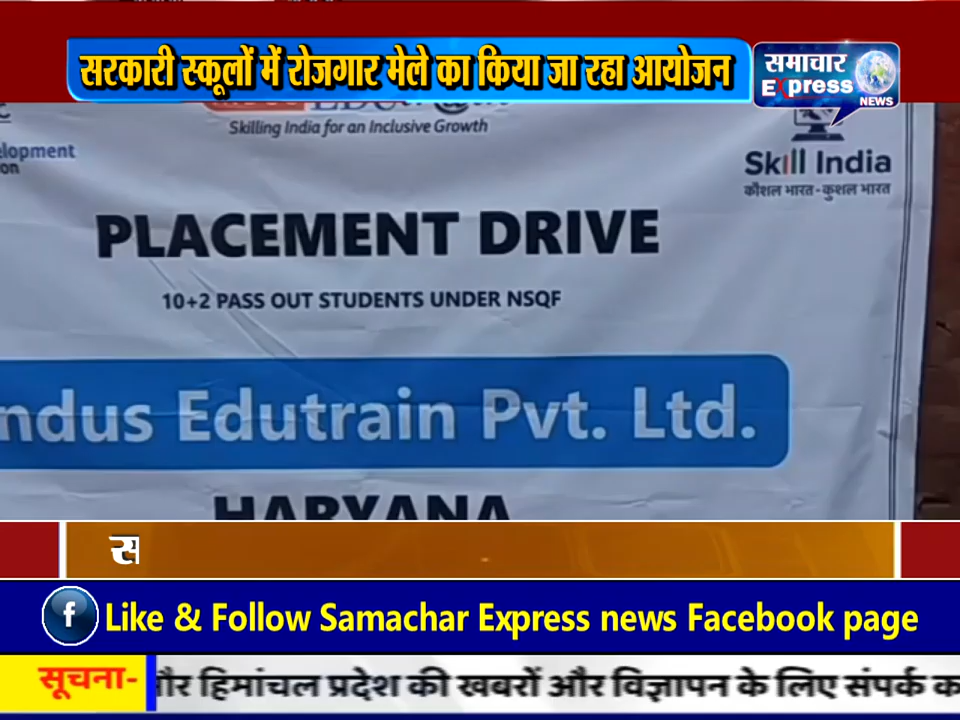 सरकारी स्कूलों में रोजगार मेले का किया जा रहा आयोजन
समाचार
Express
NEWS
Skilling India for an Inclusive Growth
elopment
on
Skill India
कौशल भारत - कुशल भारत
PLACEMENT DRIVE
10+2 PASS OUT STUDENTS UNDER NSQF
ndus Edutrain Pvt. Ltd.
HARYANA
स
f Like & Follow Samachar Express news Facebook page
सूचना- और हिमांचल प्रदेश की खबरों और विज्ञापन के लिए संपर्क क